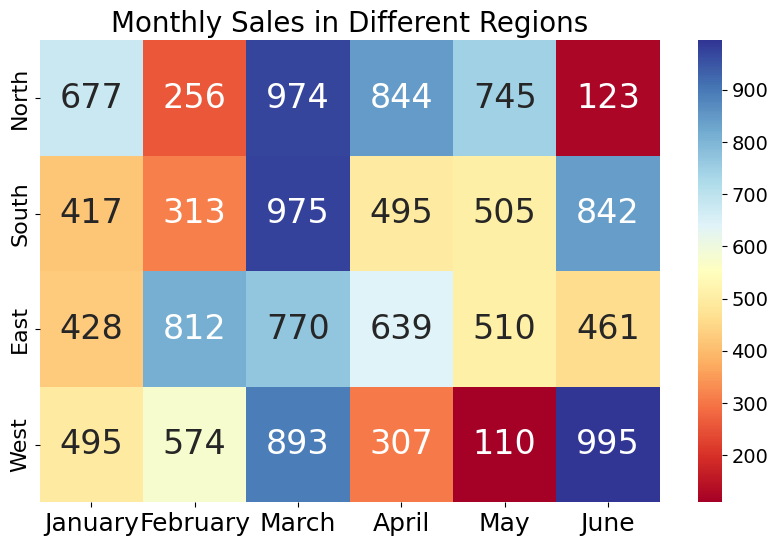 Monthly Sales in Different Regions
North 677 256 974 844 745 123
South 417 313 975 495 505 842
East 428 812 770 639 510 461
West 495 574 893 307 110 995
January February March April May June
900
800
700
600
500
400
300
200